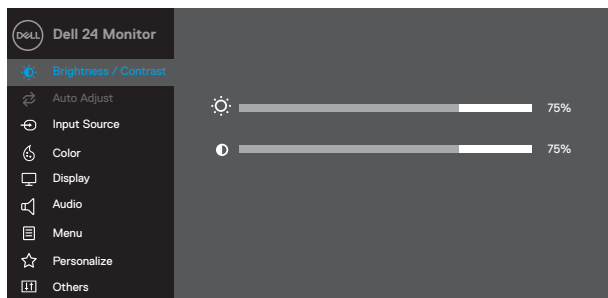 DELL Dell 24 Monitor
Brightness / Contrast
Auto Adjust
Input Source
Color
Display
Audio
Menu
Personalize
Others
75%
75%